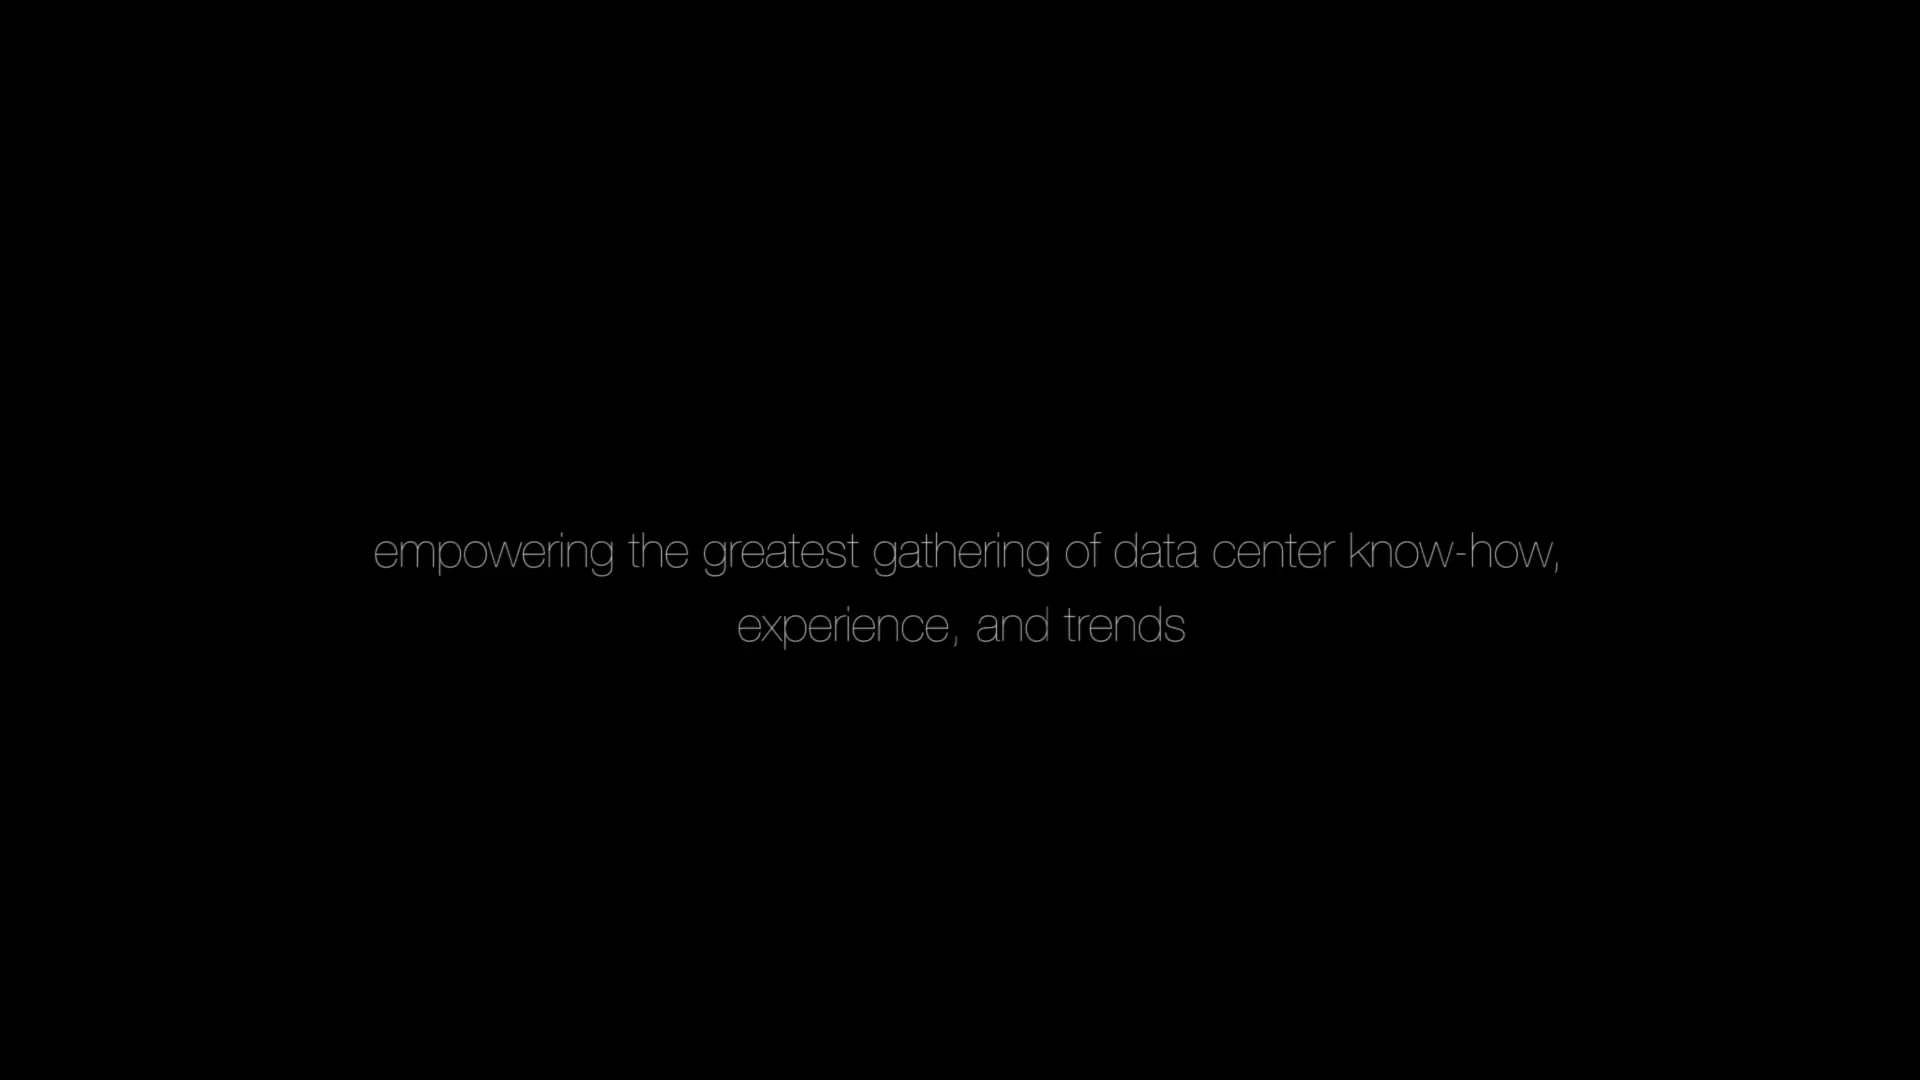 empowering the greatest gathering of data center know-how,
experience, and trends